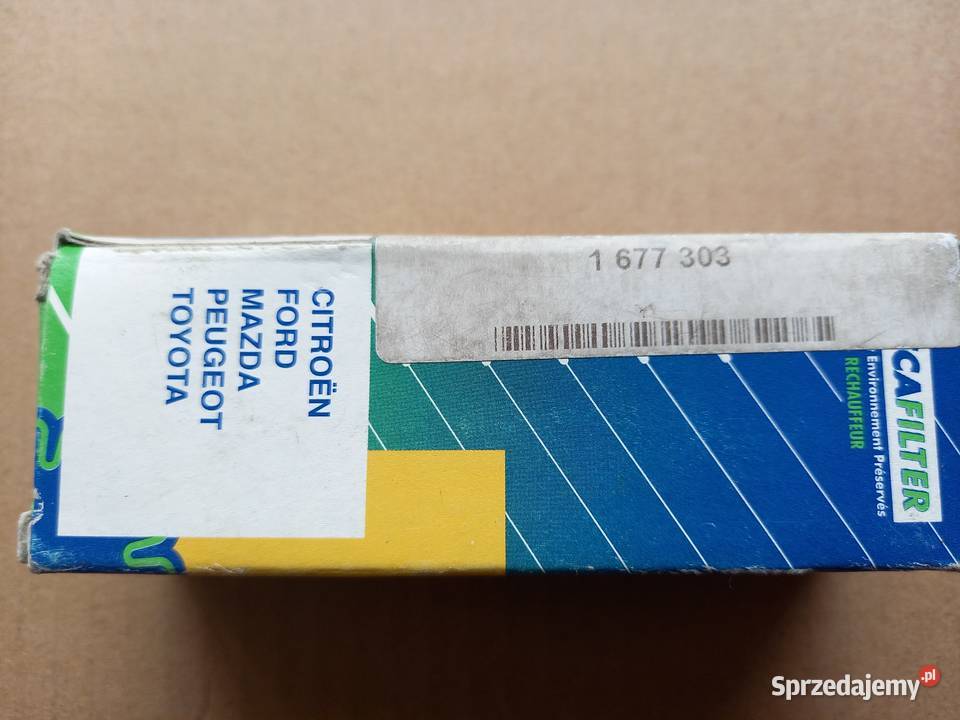 1 677 303
CITROËN
FORD
MAZDA
PEUGEOT
TOYOTA
CAFILTER
Environnement Préservés
RECHAUFFEUR
Sprzedajemy.pl